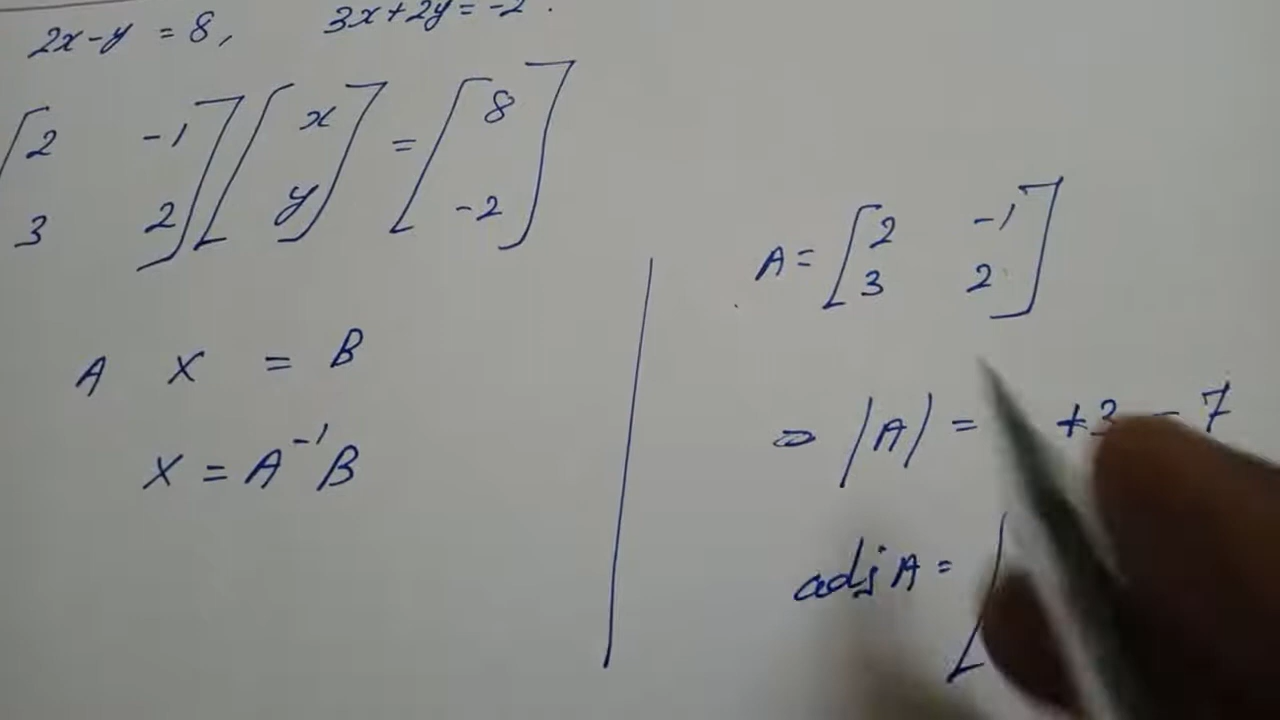 2x-y = 8, 3x+2y = -2 .
[2 -1
3 2] [x
y] = [8
-2]
A X = B
X = A⁻¹B
A = [2 -1
3 2]
⇒ |A| = +3 = 7
adj A = [